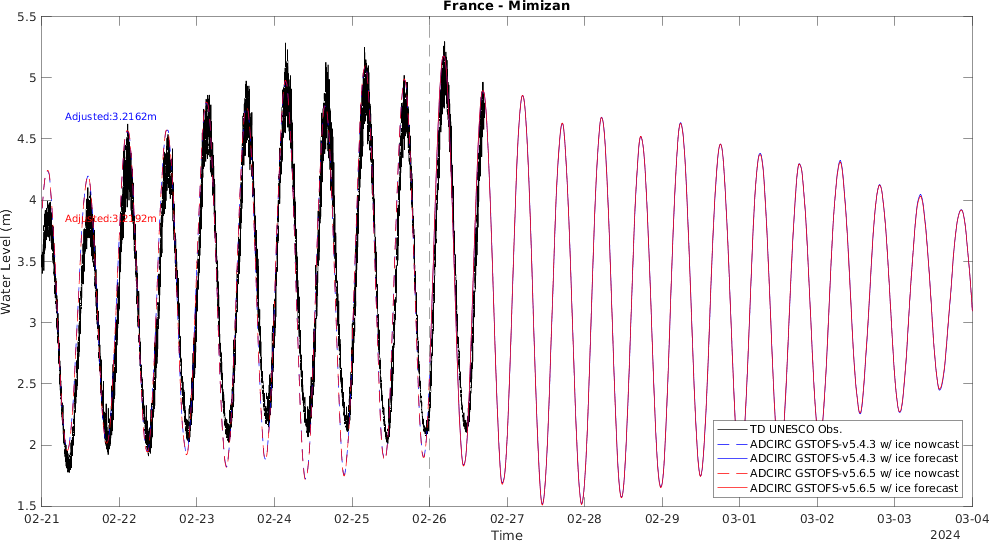 France - Mimizan
5.5
5
4.5
4
3.5
3
2.5
2
1.5
Water Level (m)
Adjusted:3.2162m
Adjusted:3.2192m
TD UNESCO Obs.
ADCIRC GSTOFS-v5.4.3 w/ ice nowcast
ADCIRC GSTOFS-v5.4.3 w/ ice forecast
ADCIRC GSTOFS-v5.6.5 w/ ice nowcast
ADCIRC GSTOFS-v5.6.5 w/ ice forecast
02-21 02-22 02-23 02-24 02-25 02-26 02-27 02-28 02-29 03-01 03-02 03-03 03-04
Time
2024